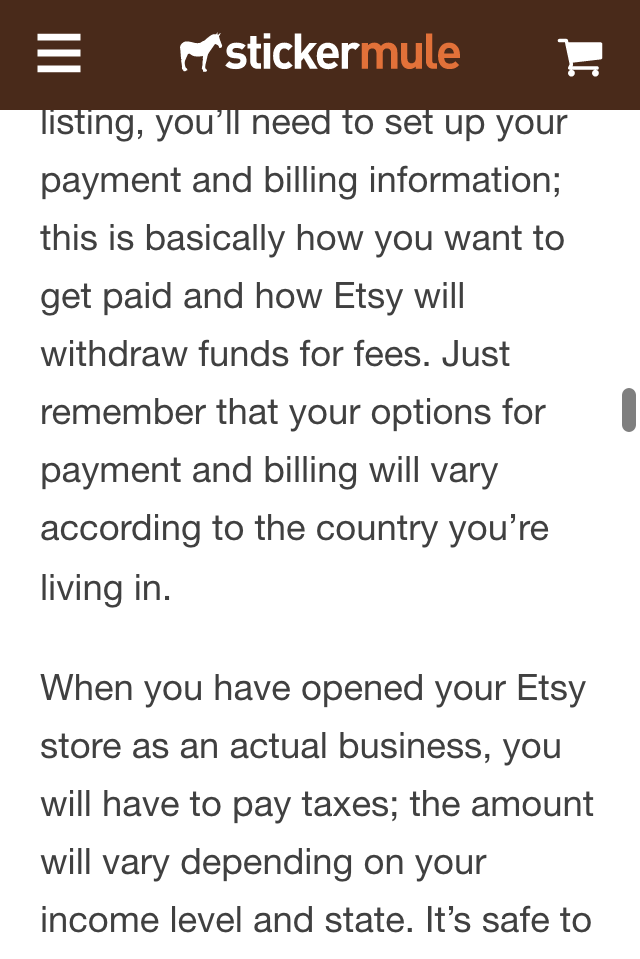 stickermule
listing, you’ll need to set up your
payment and billing information;
this is basically how you want to
get paid and how Etsy will
withdraw funds for fees. Just
remember that your options for
payment and billing will vary
according to the country you’re
living in.
When you have opened your Etsy
store as an actual business, you
will have to pay taxes; the amount
will vary depending on your
income level and state. It’s safe to